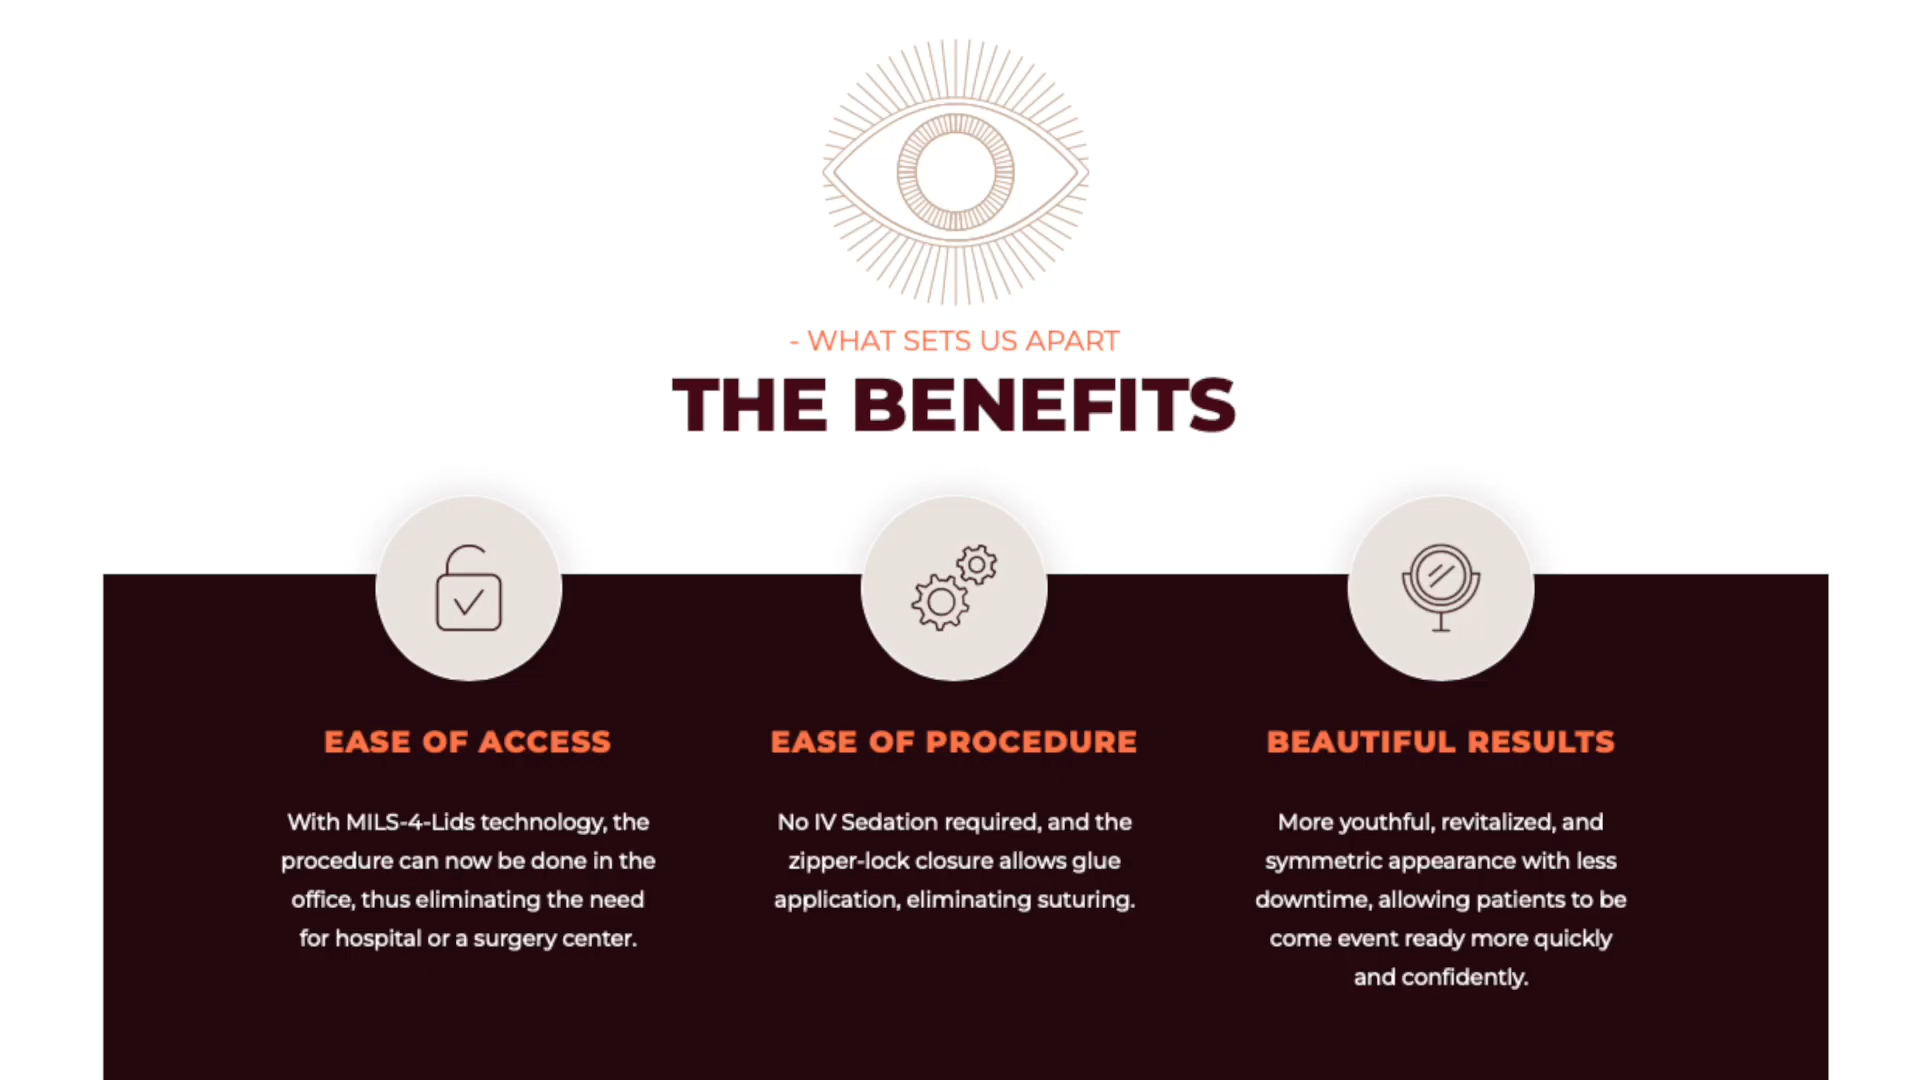 - WHAT SETS US APART
THE BENEFITS
EASE OF ACCESS
With MILS-4-Lids technology, the
procedure can now be done in the
office, thus eliminating the need
for hospital or a surgery center.
EASE OF PROCEDURE
No IV Sedation required, and the
zipper-lock closure allows glue
application, eliminating suturing.
BEAUTIFUL RESULTS
More youthful, revitalized, and
symmetric appearance with less
downtime, allowing patients to be
come event ready more quickly
and confidently.